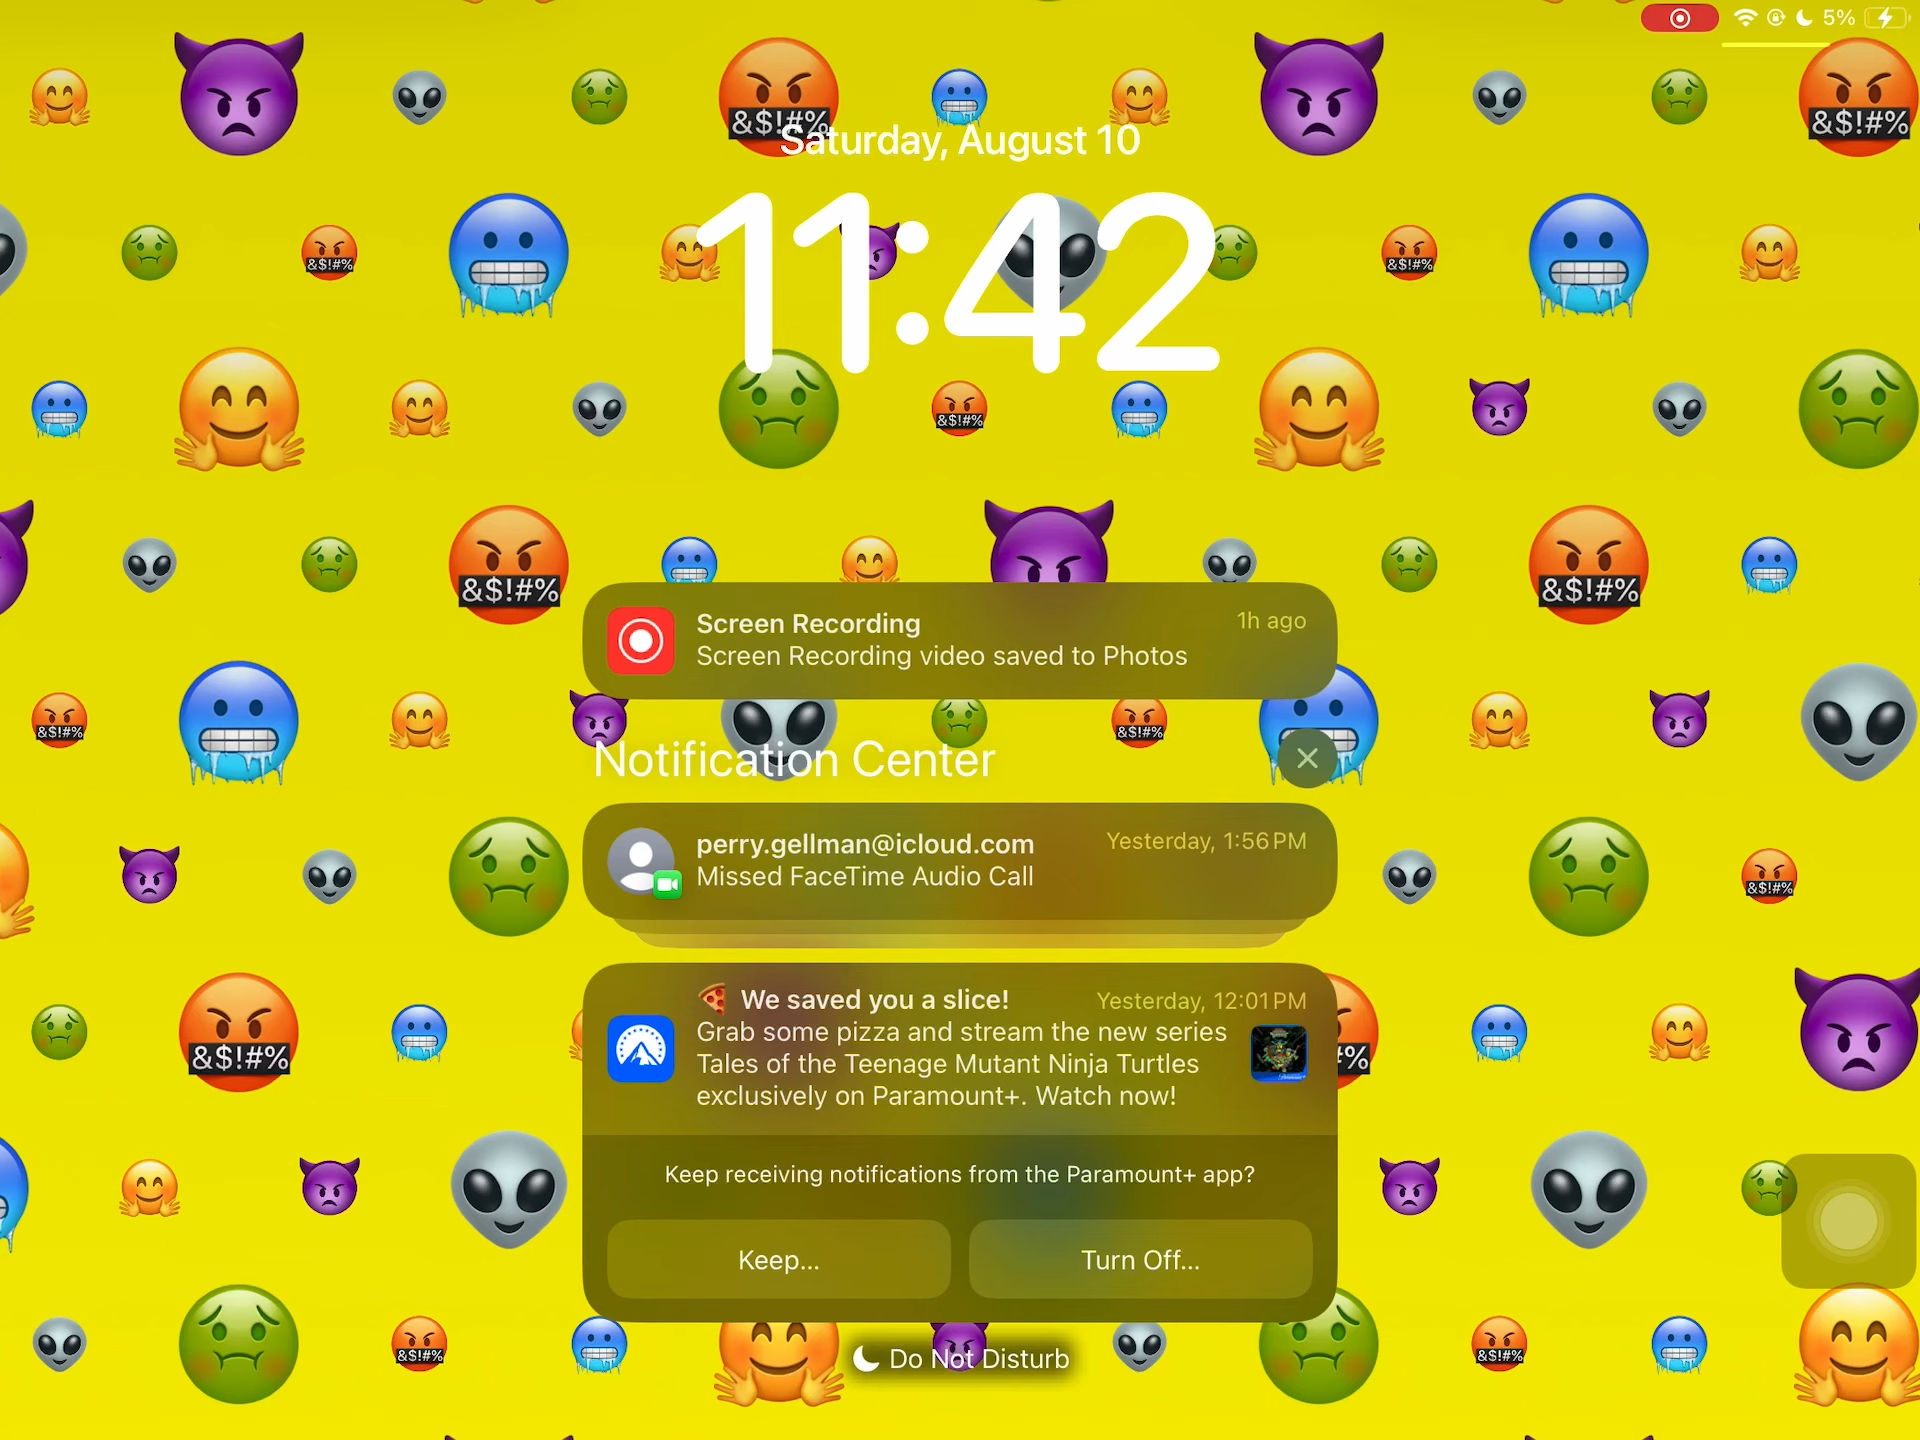 5%
Saturday, August 10
11:42
Screen Recording
1h ago
Screen Recording video saved to Photos
Notification Center
perry.gellman@icloud.com
Yesterday, 1:56 PM
Missed FaceTime Audio Call
🍕 We saved you a slice!
Yesterday, 12:01 PM
Grab some pizza and stream the new series
Tales of the Teenage Mutant Ninja Turtles
exclusively on Paramount+. Watch now!
Keep receiving notifications from the Paramount+ app?
Keep...
Turn Off...
Do Not Disturb
&$!#%